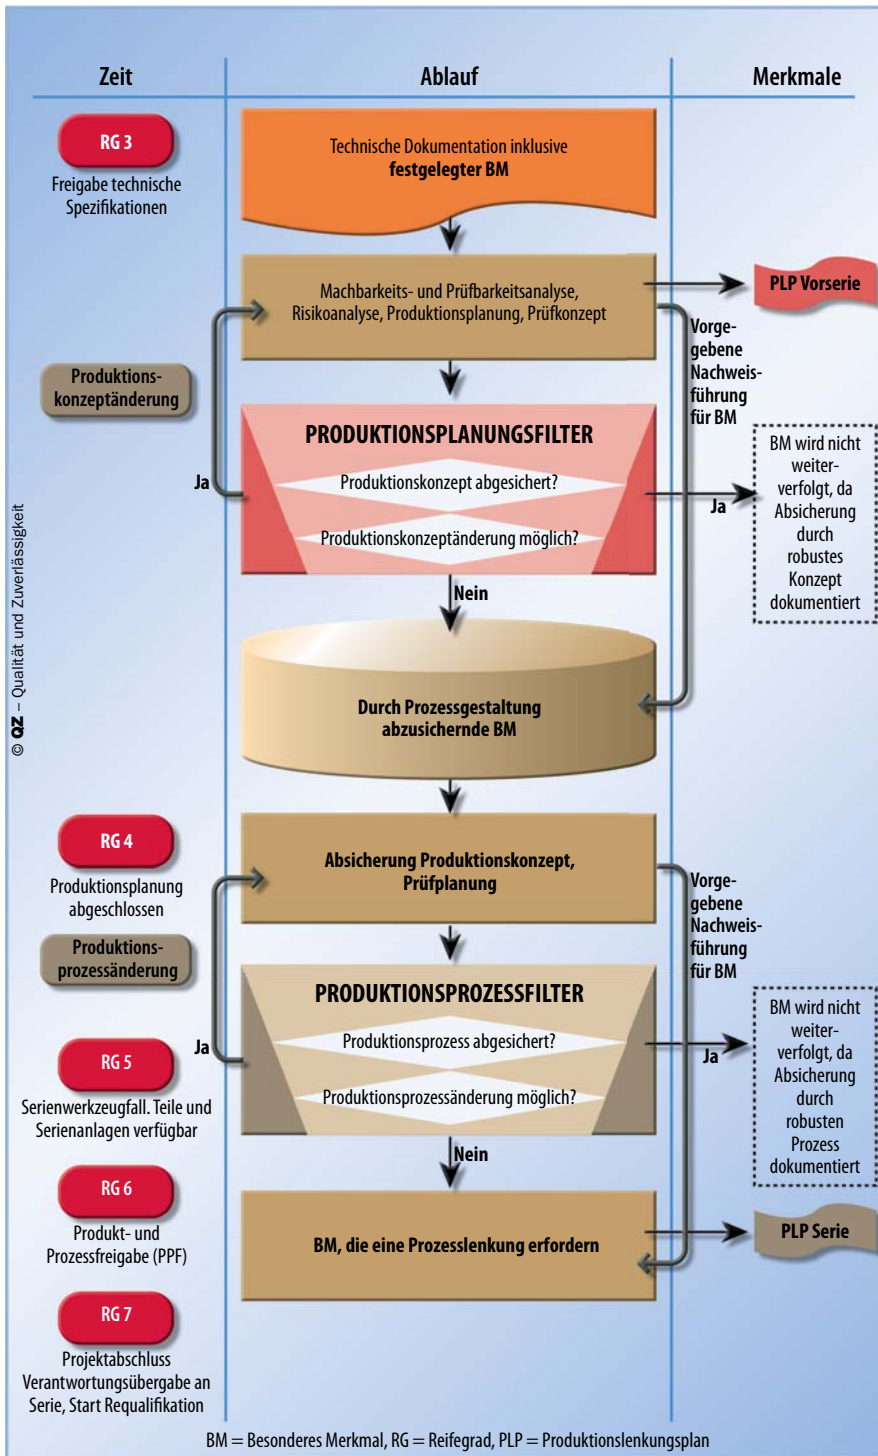 Zeit
Ablauf
Merkmale
RG 3
Freigabe technische
Spezifikationen
Technische Dokumentation inklusive
festgelegter BM
Machbarkeits- und Prüfbarkeitsanalyse,
Risikoanalyse, Produktionsplanung, Prüfkonzept
PLP Vorserie
Vorge-
gebene
Nachweis-
führung
für BM
Produktions-
konzeptänderung
PRODUKTIONSPLANUNGSFILTER
Produktionskonzept abgesichert?
Produktionskonzeptänderung möglich?
Ja
Ja
BM wird nicht
weiter-
verfolgt, da
Absicherung
durch
robustes
Konzept
dokumentiert
Nein
Durch Prozessgestaltung
abzusichernde BM
© QZ – Qualität und Zuverlässigkeit
RG 4
Produktionsplanung
abgeschlossen
Absicherung Produktionskonzept,
Prüfplanung
Vorge-
gebene
Nachweis-
führung
für BM
Produktions-
prozessänderung
PRODUKTIONSPROZESSFILTER
Produktionsprozess abgesichert?
Produktionsprozessänderung möglich?
Ja
Ja
BM wird nicht
weiter-
verfolgt, da
Absicherung
durch
robusten
Prozess
dokumentiert
RG 5
Serienwerkzeugfall. Teile und
Serienanlagen verfügbar
Nein
RG 6
Produkt- und
Prozessfreigabe (PPF)
BM, die eine Prozesslenkung erfordern
PLP Serie
RG 7
Projektabschluss
Verantwortungsübergabe an
Serie, Start Requalifikation
BM = Besonderes Merkmal, RG = Reifegrad, PLP = Produktionslenkungsplan